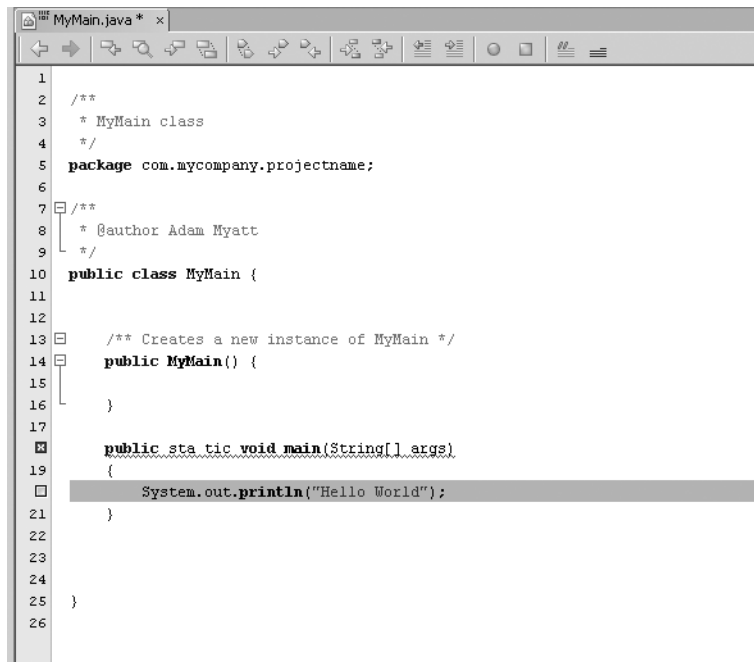 MyMain.java * x
1
2 /**
3 * MyMain class
4 */
5 package com.mycompany.projectname;
6
7 /**
8 * @author Adam Myatt
9 */
10 public class MyMain {
11
12
13 /** Creates a new instance of MyMain */
14 public MyMain() {
15
16 }
17
public sta tic void main(String[] args)
19 {
System.out.println("Hello World");
21 }
22
23
24
25 }
26